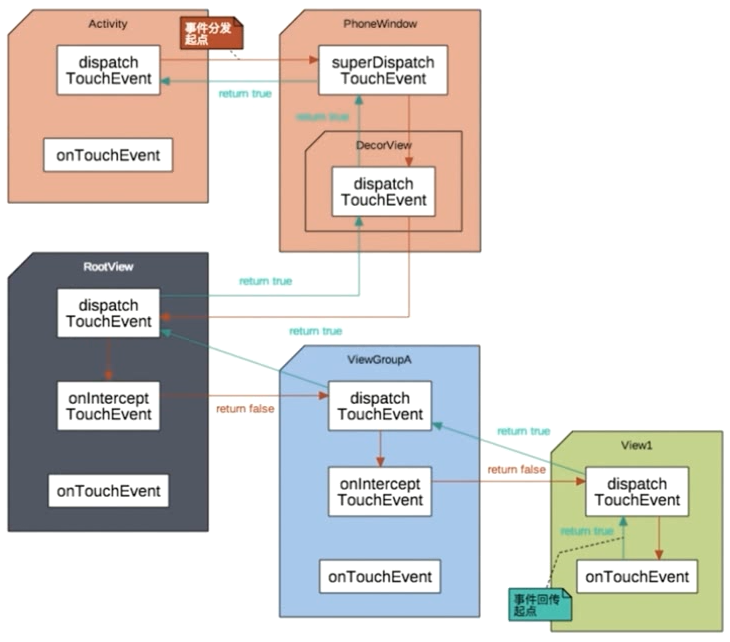 Activity
事件分发
起点
dispatch
TouchEvent
return true
onTouchEvent
PhoneWindow
superDispatch
TouchEvent
return true
DecorView
dispatch
TouchEvent
RootView
return true
dispatch
TouchEvent
return true
onIntercept
TouchEvent
return false
onTouchEvent
ViewGroupA
dispatch
TouchEvent
return true
onIntercept
TouchEvent
return false
onTouchEvent
View1
dispatch
TouchEvent
return true
onTouchEvent
事件回传
起点